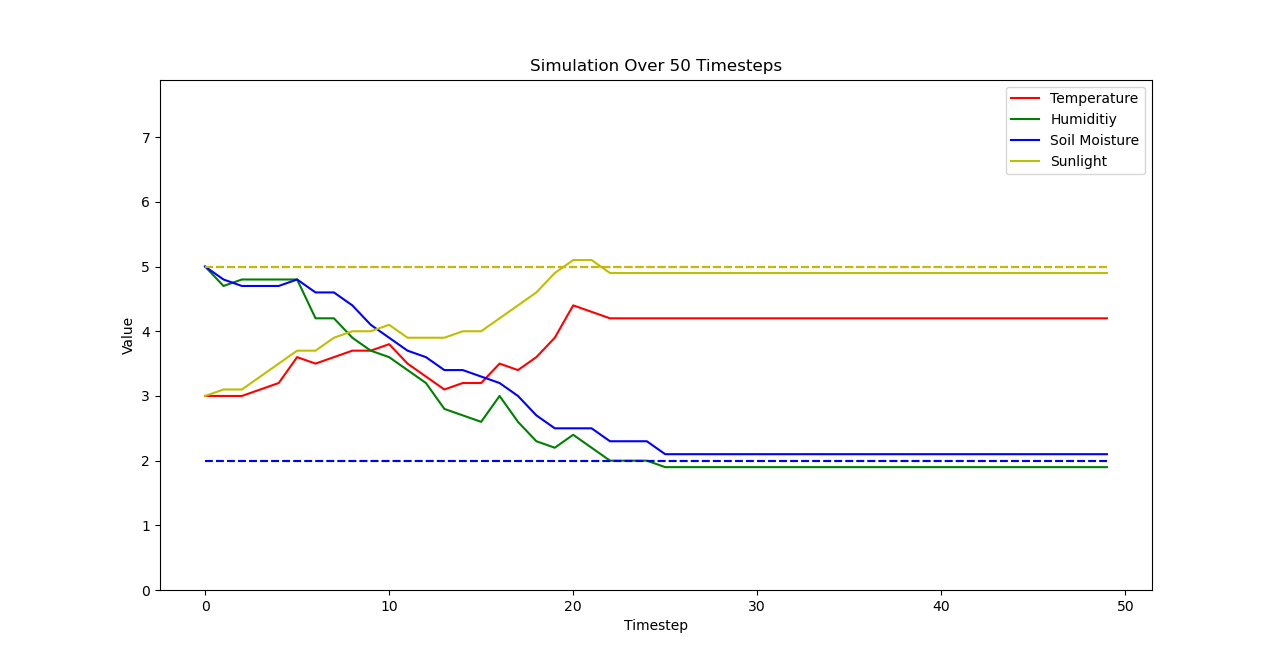 Simulation Over 50 Timesteps
Temperature
Humiditiy
Soil Moisture
Sunlight
7
6
5
4
3
2
1
0
Value
0 10 20 30 40 50
Timestep